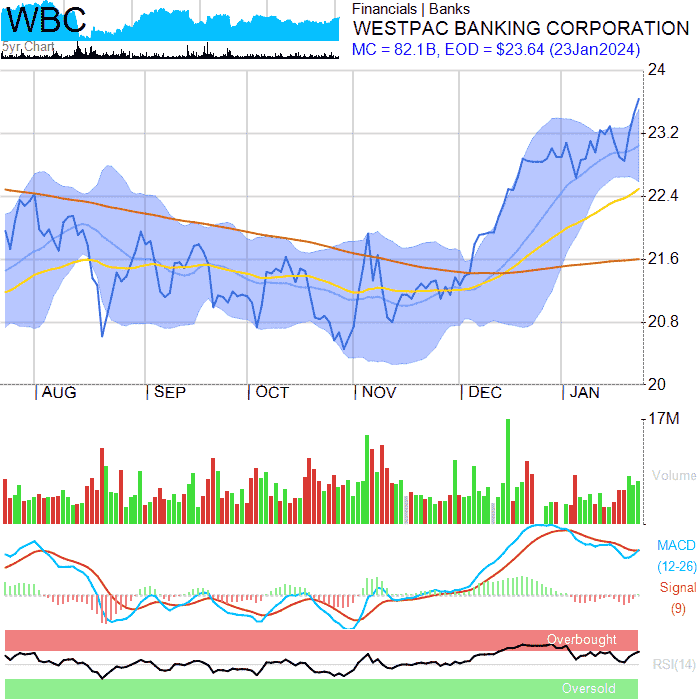 WBC
5yr Chart
Financials | Banks
WESTPAC BANKING CORPORATION
MC = 82.1B, EOD = $23.64 (23Jan2024)
24
23.2
22.4
21.6
20.8
20
| AUG | SEP | OCT | NOV | DEC | JAN
17M
Volume
MACD
(12-26)
Signal
(9)
Overbought
RSI(14)
Oversold